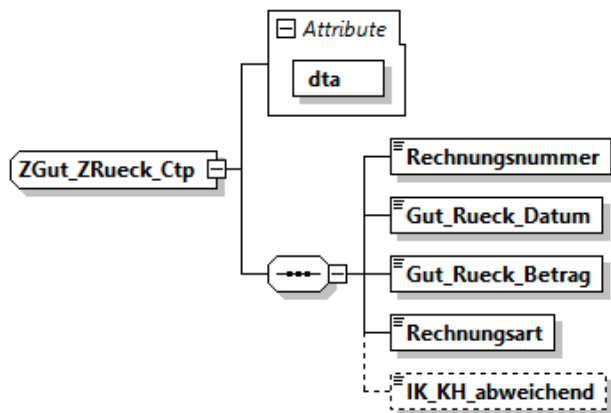 Attribute
dta
ZGut_ZRueck_Ctp
Rechnungsnummer
Gut_Rueck_Datum
Gut_Rueck_Betrag
Rechnungsart
IK_KH_abweichend